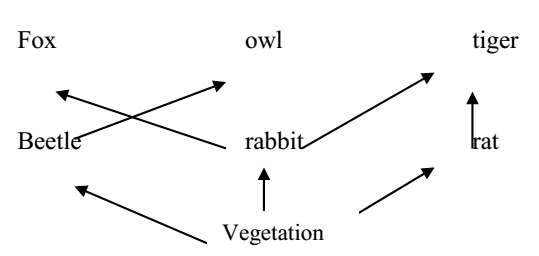 Fox owl tiger
Beetle rabbit rat
Vegetation